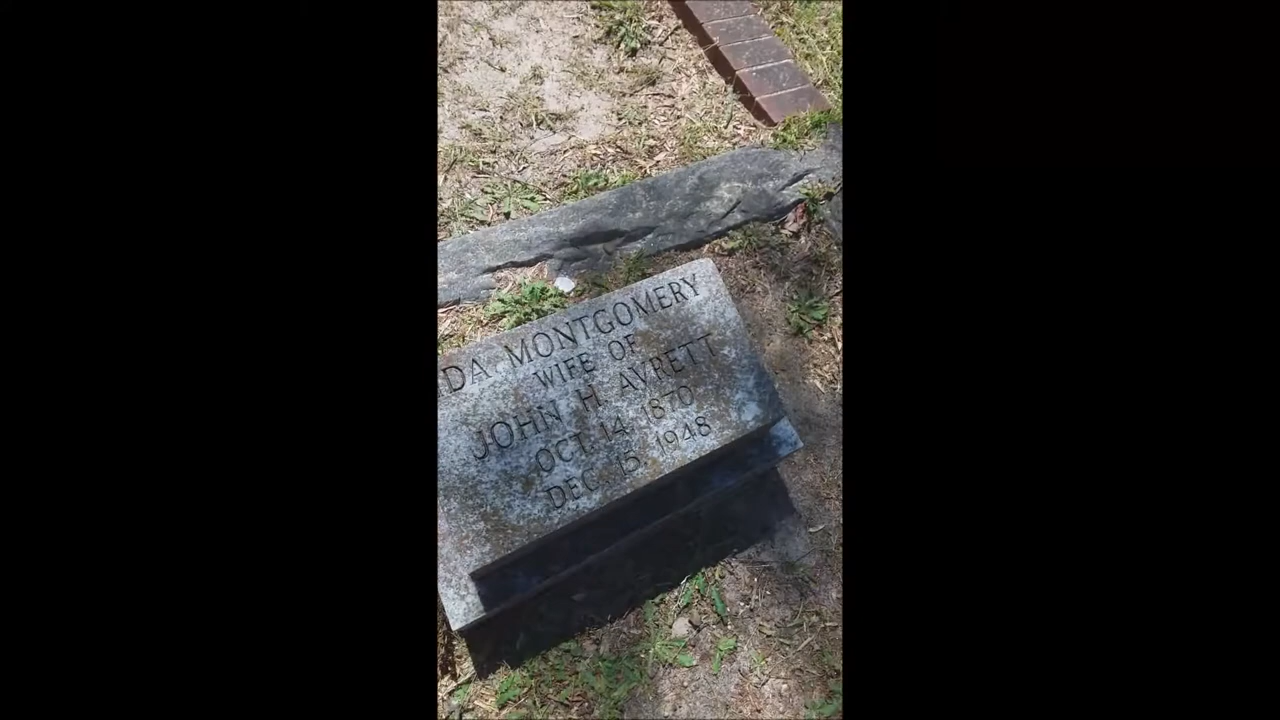 DA MONTGOMERY
WIFE OF
JOHN H. AVRETT
OCT. 14, 1870
DEC. 15, 1948